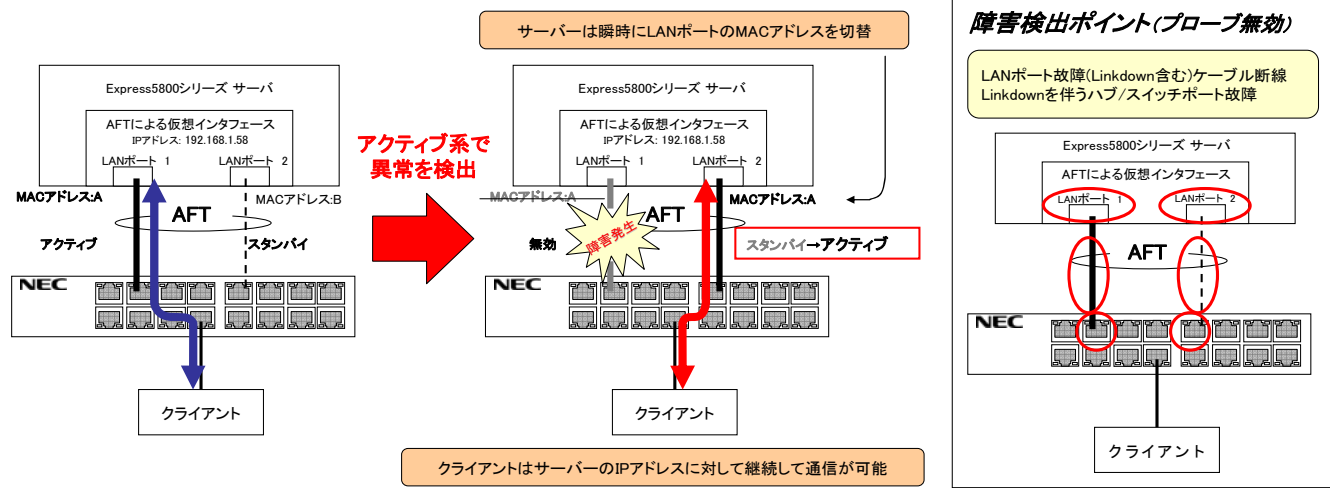 サーバーは瞬時にLANポートのMACアドレスを切替
Express5800シリーズ サーバ
AFTによる仮想インタフェース
IPアドレス: 192.168.1.58
LANポート 1
LANポート 2
MACアドレス:A
MACアドレス:B
AFT
アクティブ
スタンバイ
NEC
クライアント
アクティブ系で
異常を検出
Express5800シリーズ サーバ
AFTによる仮想インタフェース
IPアドレス: 192.168.1.58
LANポート 1
LANポート 2
MACアドレス:A
MACアドレス:A
AFT
障害発生
無効
スタンバイ→アクティブ
NEC
クライアント
クライアントはサーバーのIPアドレスに対して継続して通信が可能
障害検出ポイント(プローブ無効)
LANポート故障(Linkdown含む)ケーブル断線
Linkdownを伴うハブ/スイッチポート故障
Express5800シリーズ サーバ
AFTによる仮想インタフェース
LANポート 1
LANポート 2
AFT
NEC
クライアント